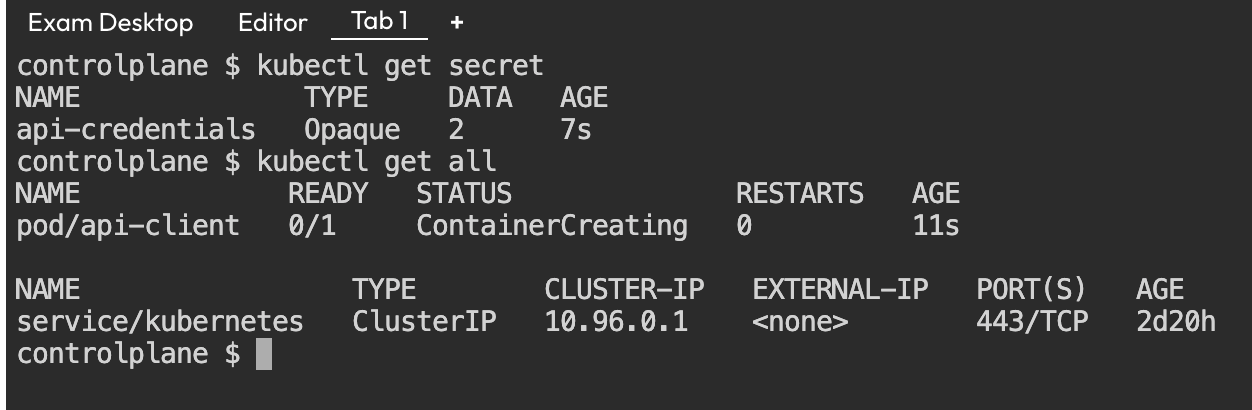 Exam Desktop Editor Tab 1 +
controlplane $ kubectl get secret
NAME TYPE DATA AGE
api-credentials Opaque 2 7s
controlplane $ kubectl get all
NAME READY STATUS RESTARTS AGE
pod/api-client 0/1 ContainerCreating 0 11s
NAME TYPE CLUSTER-IP EXTERNAL-IP PORT(S) AGE
service/kubernetes ClusterIP 10.96.0.1 <none> 443/TCP 2d20h
controlplane $